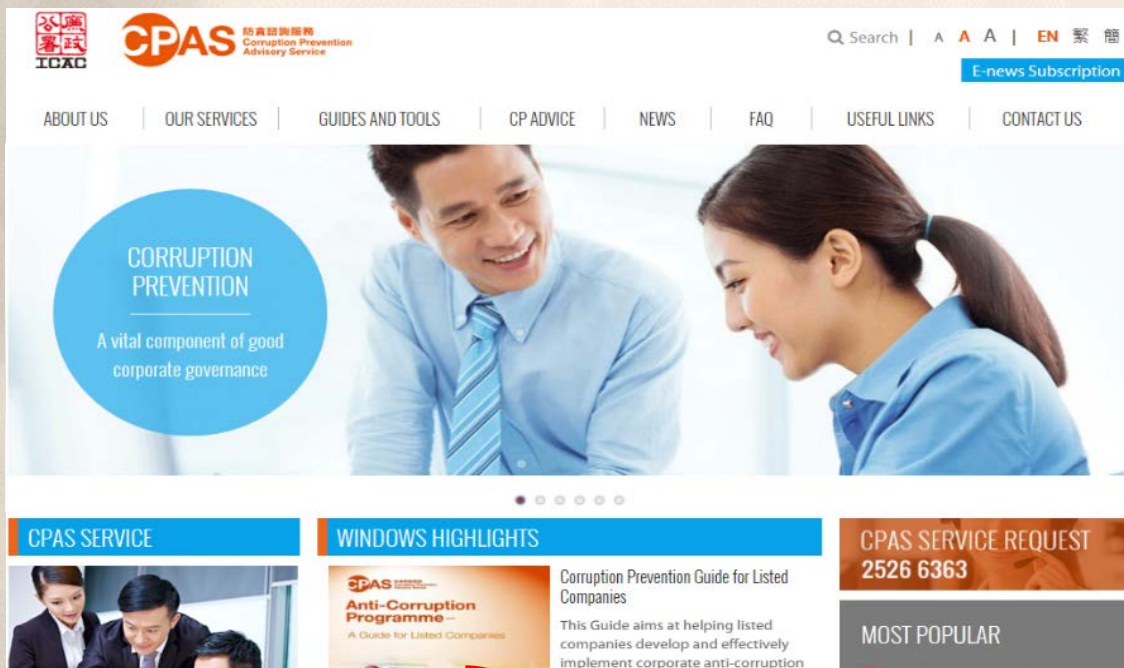 廉政公署
ICAC
CPAS
防貪諮詢服務
Corruption Prevention
Advisory Service
Search | A A A | EN 繁 簡
E-news Subscription
ABOUT US | OUR SERVICES | GUIDES AND TOOLS | CP ADVICE | NEWS | FAQ | USEFUL LINKS | CONTACT US
CORRUPTION
PREVENTION
A vital component of good
corporate governance
CPAS SERVICE
WINDOWS HIGHLIGHTS
CPAS
Anti-Corruption
Programme–
A Guide for Listed Companies
Corruption Prevention Guide for Listed
Companies
This Guide aims at helping listed
companies develop and effectively
implement corporate anti-corruption
CPAS SERVICE REQUEST
2526 6363
MOST POPULAR